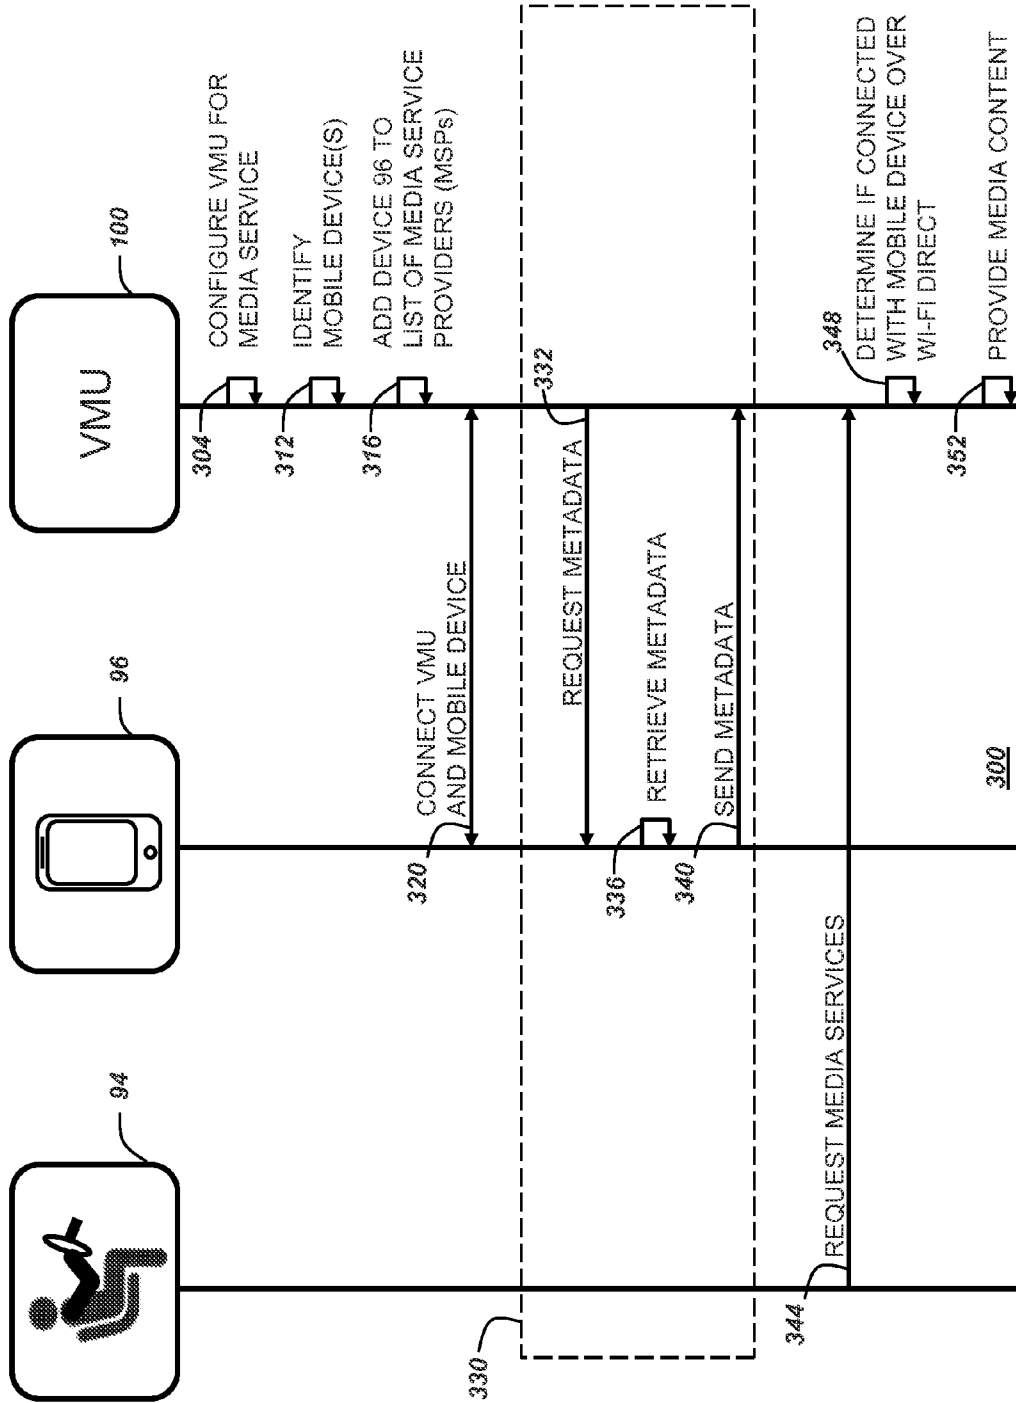 94
96
100
VMU
304
CONFIGURE VMU FOR
MEDIA SERVICE
312
IDENTIFY
MOBILE DEVICE(S)
316
ADD DEVICE 96 TO
LIST OF MEDIA SERVICE
PROVIDERS (MSPs)
320
CONNECT VMU
AND MOBILE DEVICE
330
332
REQUEST METADATA
336
RETRIEVE METADATA
340
SEND METADATA
344
REQUEST MEDIA SERVICES
348
DETERMINE IF CONNECTED
WITH MOBILE DEVICE OVER
WI-FI DIRECT
352
PROVIDE MEDIA CONTENT
300